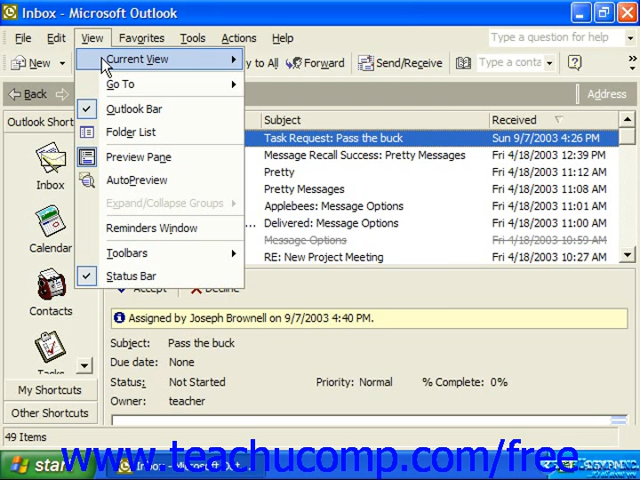 Inbox - Microsoft Outlook
File Edit View Favorites Tools Actions Help
Type a question for help
New y to All Forward Send/Receive Type a conta
Back Address
Current View
Go To
Outlook Bar
Folder List
Preview Pane
AutoPreview
Expand/Collapse Groups
Reminders Window
Toolbars
Status Bar
Outlook Short
Inbox
Calendar
Contacts
Tasks
My Shortcuts
Other Shortcuts
Subject Received
Task Request: Pass the buck Sun 9/7/2003 4:26 PM
Message Recall Success: Pretty Messages Fri 4/18/2003 12:39 PM
Pretty Fri 4/18/2003 11:12 AM
Pretty Messages Fri 4/18/2003 11:04 AM
Applebees: Message Options Fri 4/18/2003 11:01 AM
... Delivered: Message Options Fri 4/18/2003 11:00 AM
Message Options Fri 4/18/2003 10:59 AM
RE: New Project Meeting Fri 4/18/2003 10:27 AM
Accept Decline
Assigned by Joseph Brownell on 9/7/2003 4:40 PM.
Subject: Pass the buck
Due date: None
Status: Not Started Priority: Normal % Complete: 0%
Owner: teacher
49 Items
start Inbox - Microsoft Out...
www.teachucomp.com/free